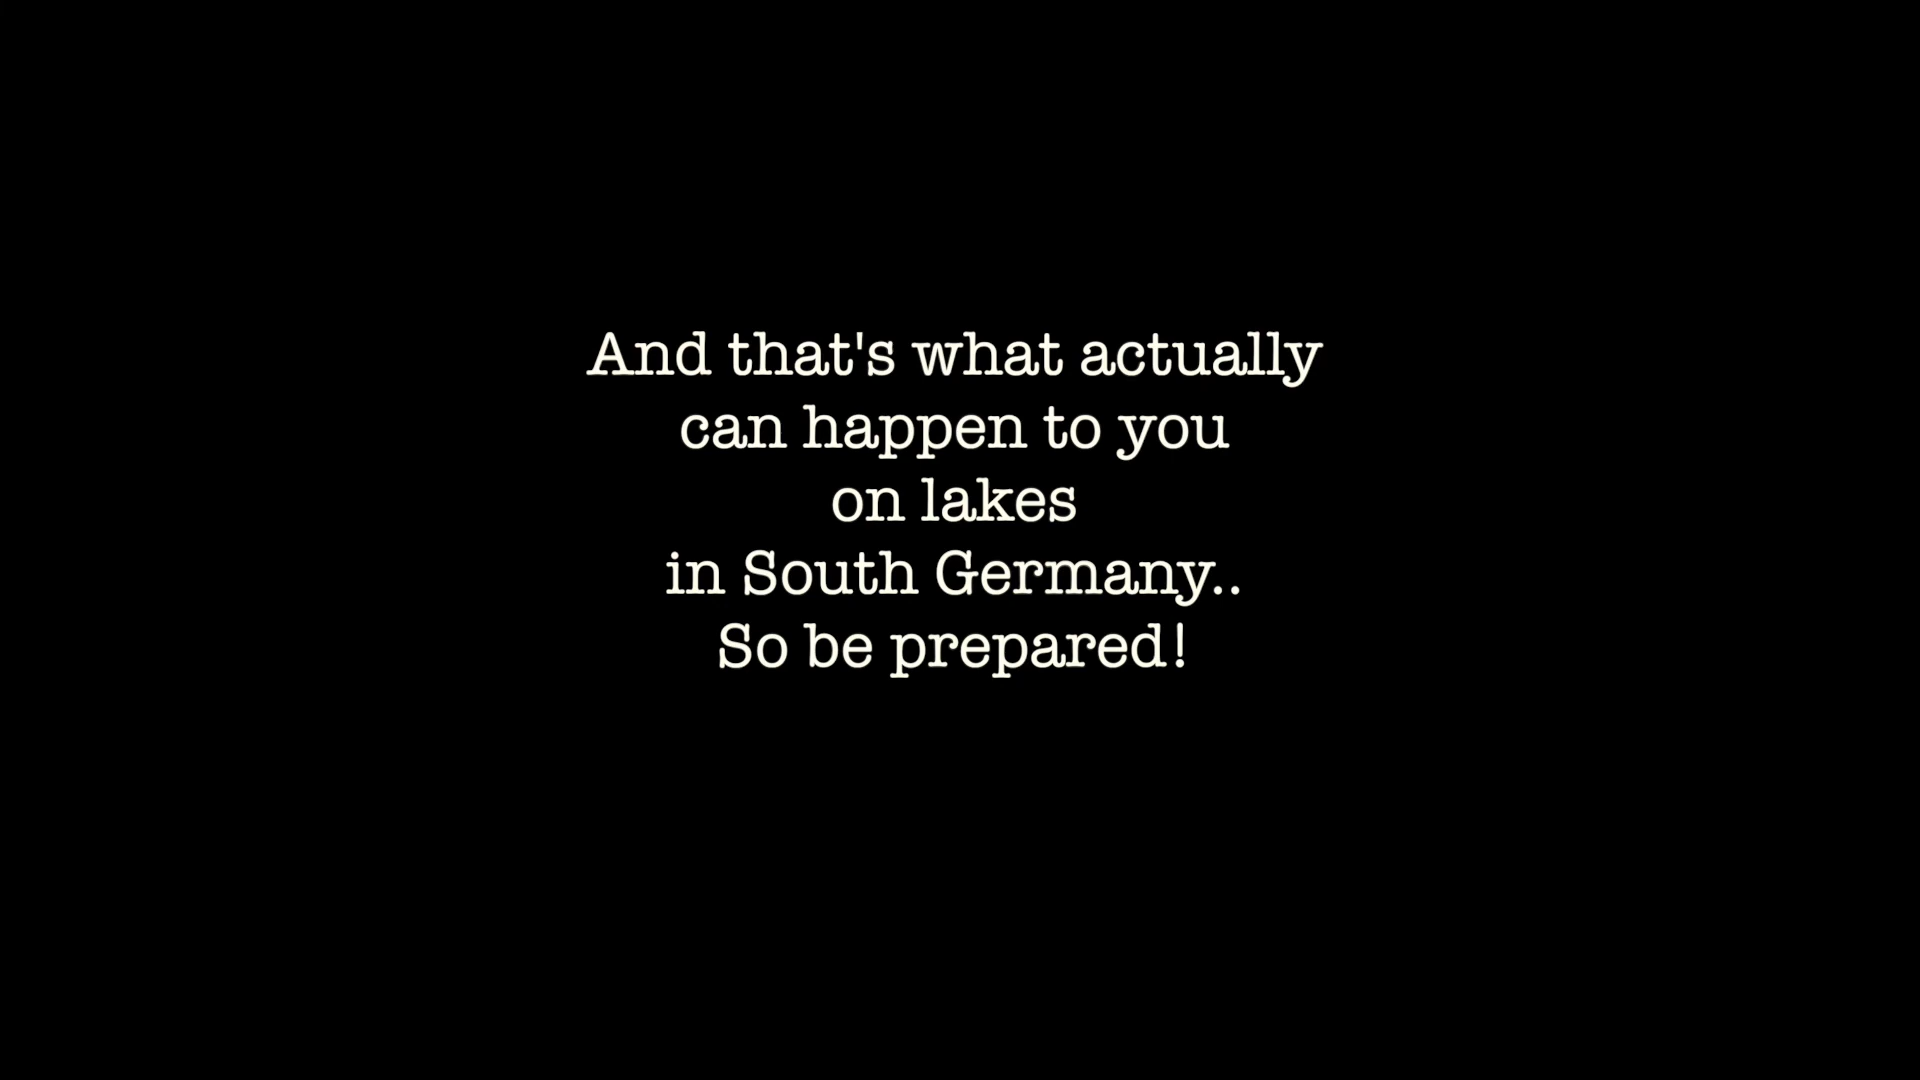 And that's what actually
can happen to you
on lakes
in South Germany..
So be prepared!